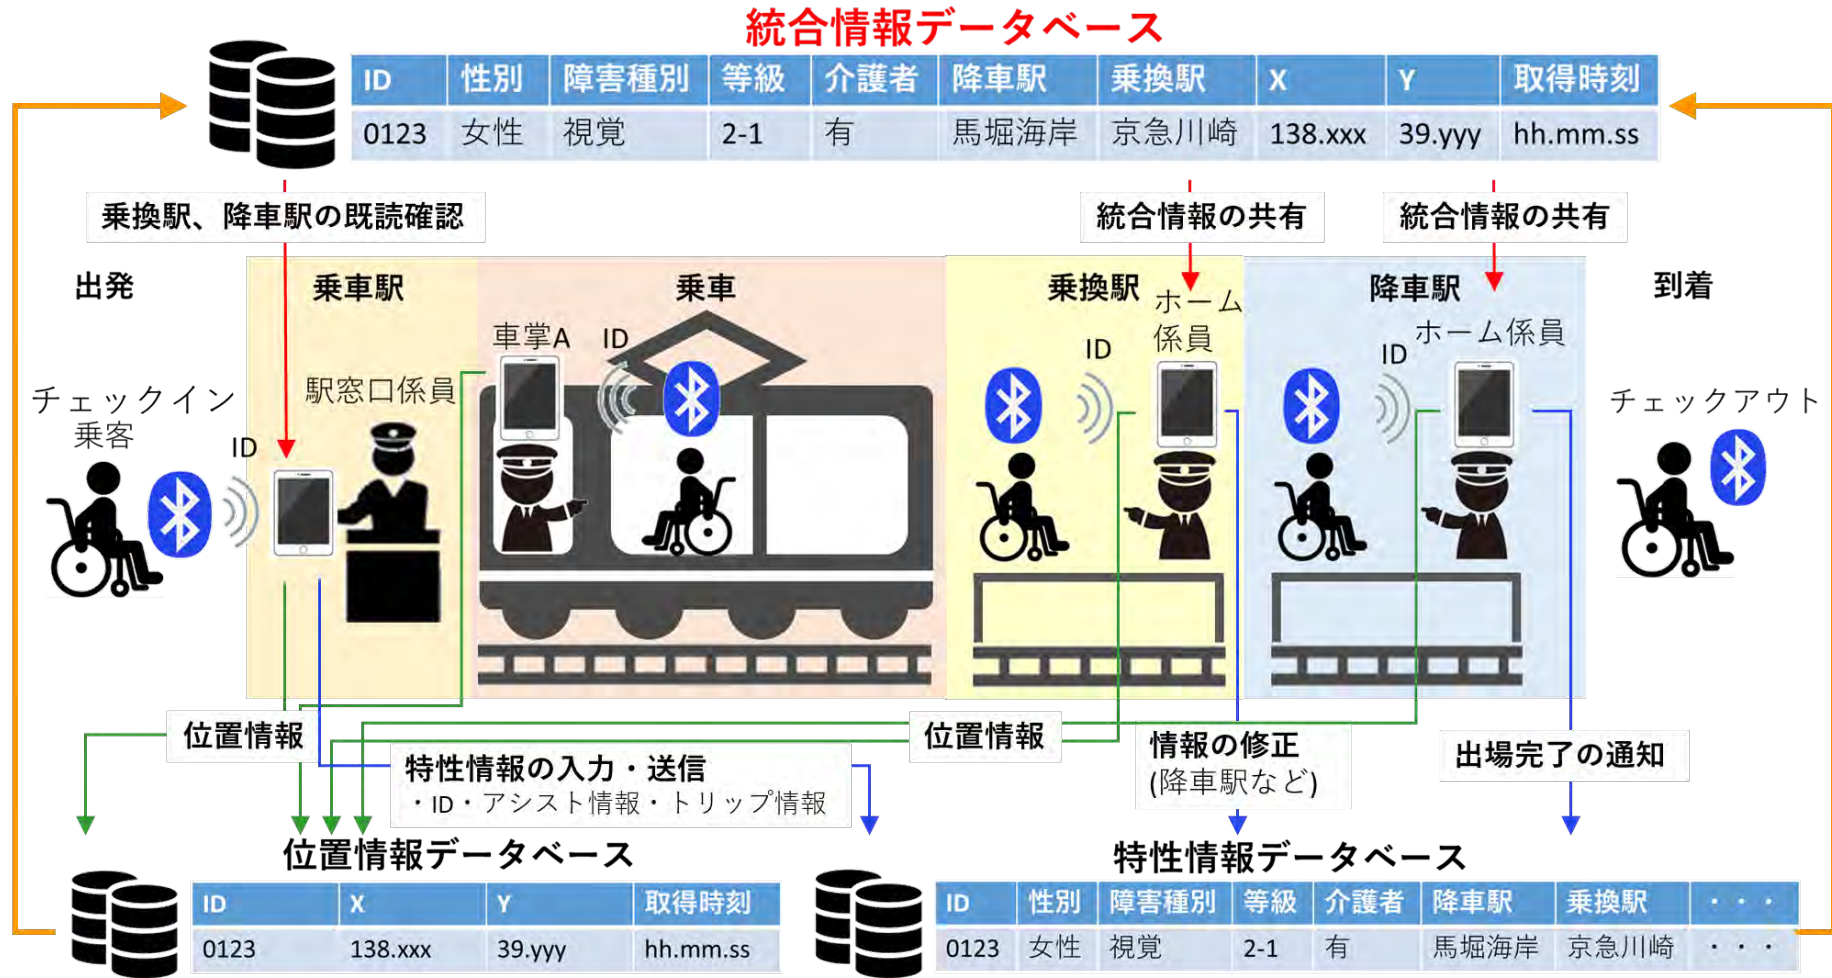 統合情報データベース
ID 性別 障害種別 等級 介護者 降車駅 乗換駅 X Y 取得時刻
0123 女性 視覚 2-1 有 馬堀海岸 京急川崎 138.xxx 39.yyy hh.mm.ss
乗換駅、降車駅の既読確認
統合情報の共有
統合情報の共有
出発
乗車駅
乗車
乗換駅
降車駅
到着
チェックイン
乗客
ID
駅窓口係員
車掌A
ID
ID
ホーム
係員
ID
ホーム係員
チェックアウト
位置情報
特性情報の入力・送信
・ID・アシスト情報・トリップ情報
位置情報
情報の修正
(降車駅など)
出場完了の通知
位置情報データベース
ID X Y 取得時刻
0123 138.xxx 39.yyy hh.mm.ss
特性情報データベース
ID 性別 障害種別 等級 介護者 降車駅 乗換駅 ・・・
0123 女性 視覚 2-1 有 馬堀海岸 京急川崎 ・・・